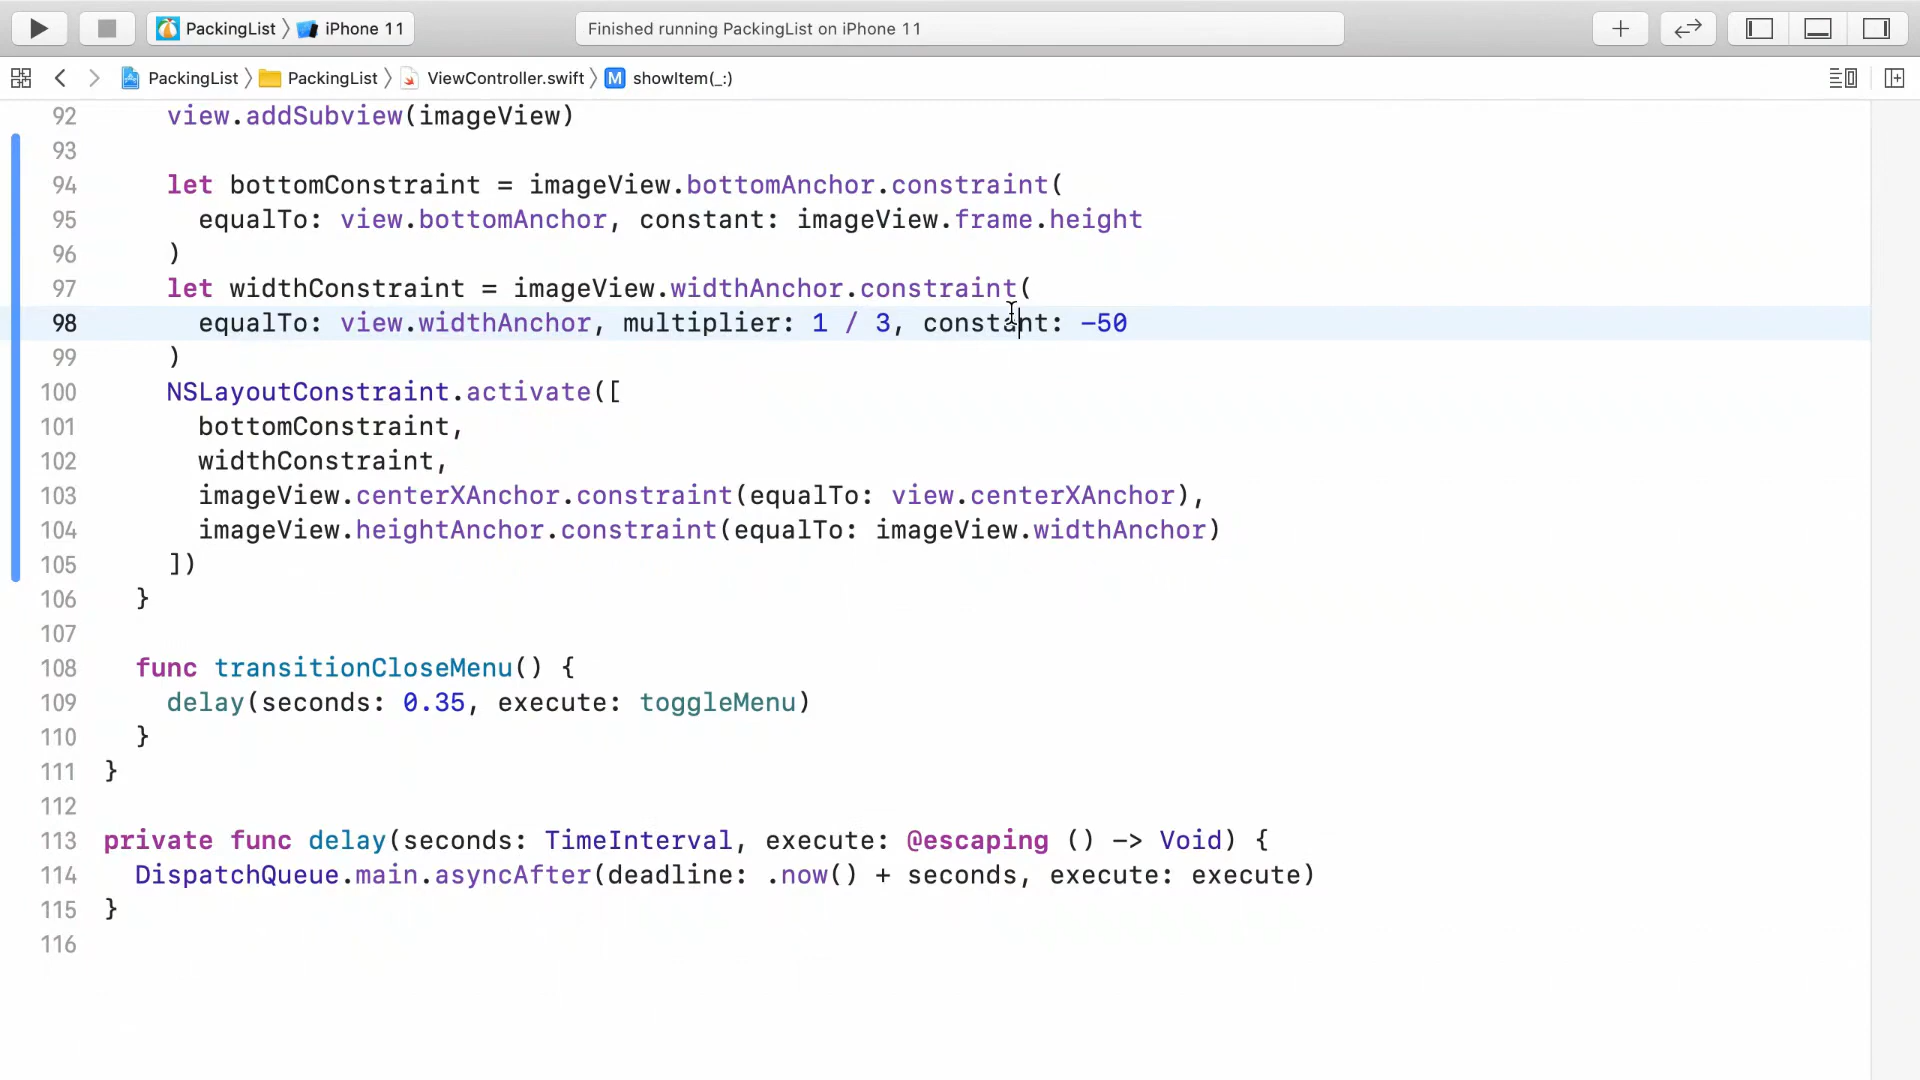 PackingList > iPhone 11
Finished running PackingList on iPhone 11
PackingList > PackingList > ViewController.swift > M showItem(_:)
92 view.addSubview(imageView)
93
94 let bottomConstraint = imageView.bottomAnchor.constraint(
95 equalTo: view.bottomAnchor, constant: imageView.frame.height
96 )
97 let widthConstraint = imageView.widthAnchor.constraint(
98 equalTo: view.widthAnchor, multiplier: 1 / 3, constant: -50
99 )
100 NSLayoutConstraint.activate([
101 bottomConstraint,
102 widthConstraint,
103 imageView.centerXAnchor.constraint(equalTo: view.centerXAnchor),
104 imageView.heightAnchor.constraint(equalTo: imageView.widthAnchor)
105 ])
106 }
107
108 func transitionCloseMenu() {
109 delay(seconds: 0.35, execute: toggleMenu)
110 }
111 }
112
113 private func delay(seconds: TimeInterval, execute: @escaping () -> Void) {
114 DispatchQueue.main.asyncAfter(deadline: .now() + seconds, execute: execute)
115 }
116